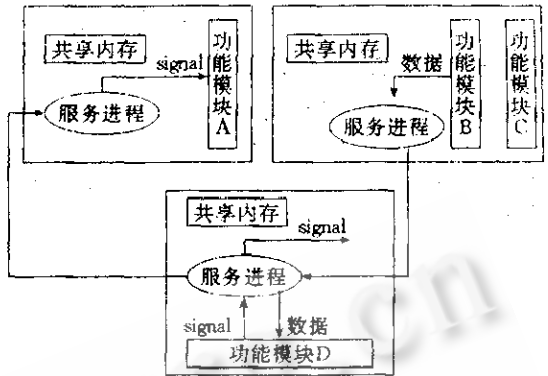 共享内存
signal
服务进程
功能模块A
共享内存
数据
服务进程
功能模块B
功能模块C
共享内存
signal
服务进程
signal
数据
功能模块D
.cn